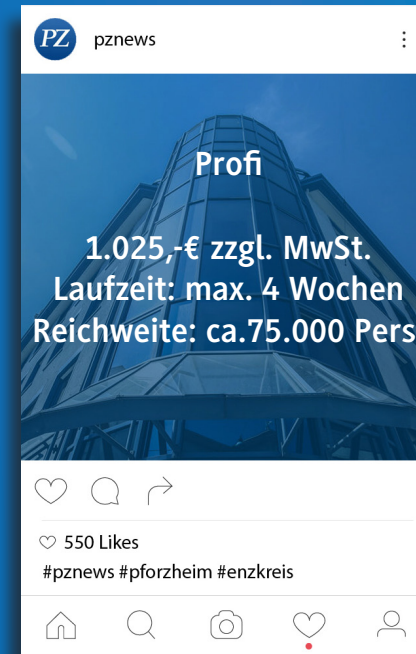 PZ pznews
Profi
1.025,-€ zzgl. MwSt.
Laufzeit: max. 4 Wochen
Reichweite: ca.75.000 Pers
550 Likes
#pznews #pforzheim #enzkreis